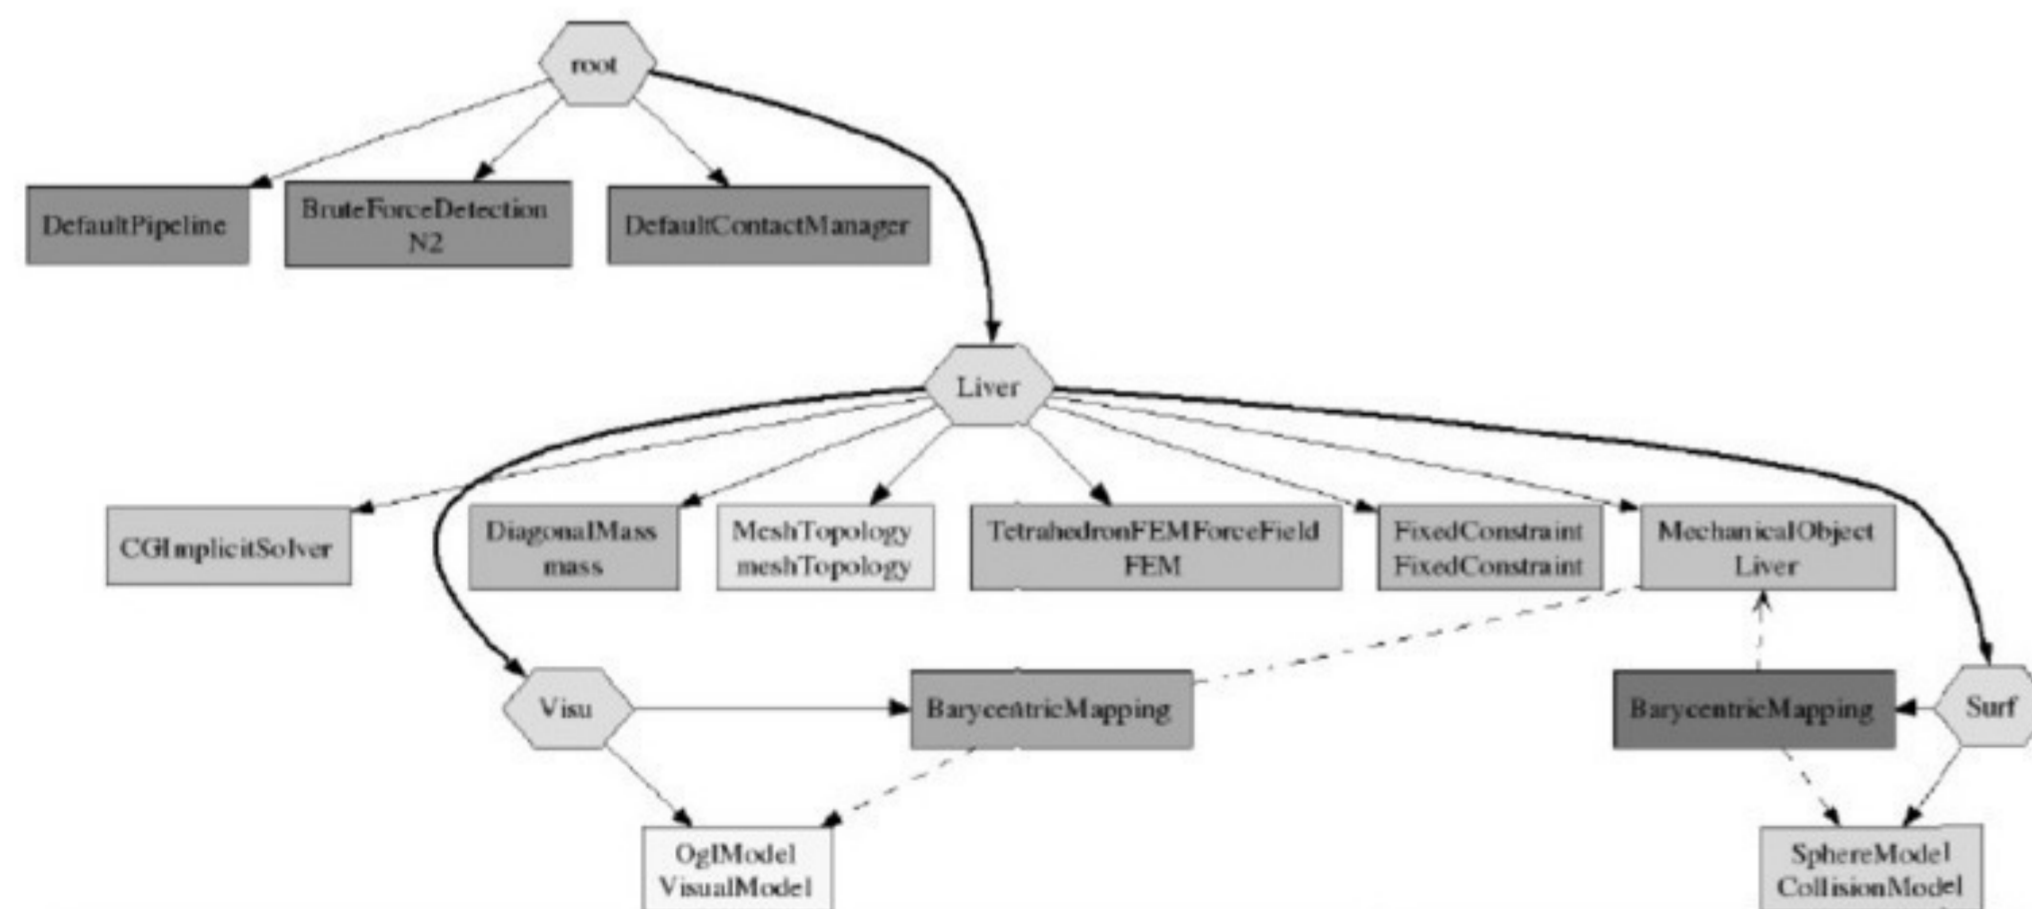 root
DefaultPipeline
BruteForceDetection
N2
DefaultContactManager
Liver
CGImplicitSolver
DiagonalMass
mass
MeshTopology
meshTopology
TetrahedronFEMForceField
FEM
FixedConstraint
FixedConstraint
MechanicalObject
Liver
Visu
BarycentricMapping
BarycentricMapping
Surf
OglModel
VisualModel
SphereModel
CollisionModel